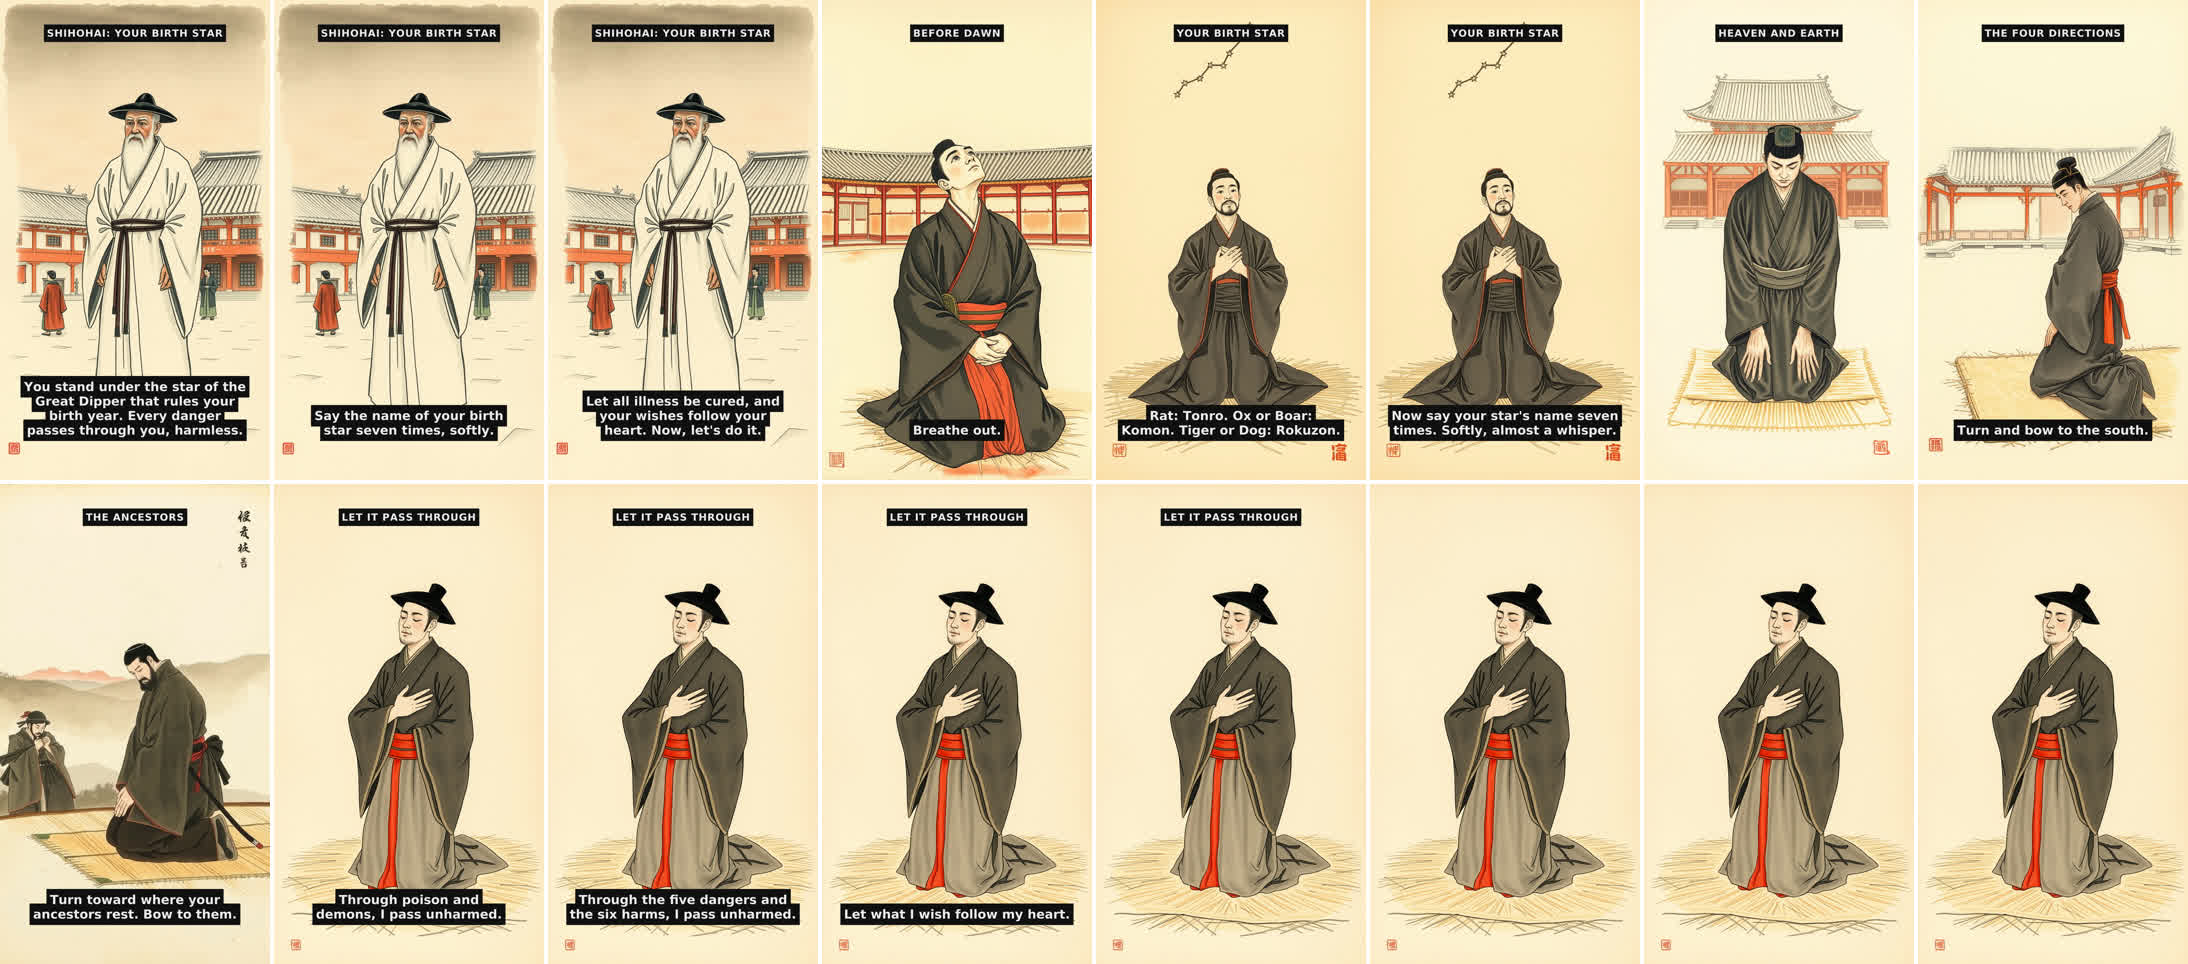 SHIHOHAI: YOUR BIRTH STAR
You stand under the star of the
Great Dipper that rules your
birth year. Every danger
passes through you, harmless.
SHIHOHAI: YOUR BIRTH STAR
Say the name of your birth
star seven times, softly.
SHIHOHAI: YOUR BIRTH STAR
Let all illness be cured, and
your wishes follow your
heart. Now, let's do it.
BEFORE DAWN
Breathe out.
YOUR BIRTH STAR
Rat: Tonro. Ox or Boar:
Komon. Tiger or Dog: Rokuzon.
YOUR BIRTH STAR
Now say your star's name seven
times. Softly, almost a whisper.
HEAVEN AND EARTH
THE FOUR DIRECTIONS
Turn and bow to the south.
THE ANCESTORS
Turn toward where your
ancestors rest. Bow to them.
LET IT PASS THROUGH
Through poison and
demons, I pass unharmed.
LET IT PASS THROUGH
Through the five dangers and
the six harms, I pass unharmed.
LET IT PASS THROUGH
Let what I wish follow my heart.
LET IT PASS THROUGH